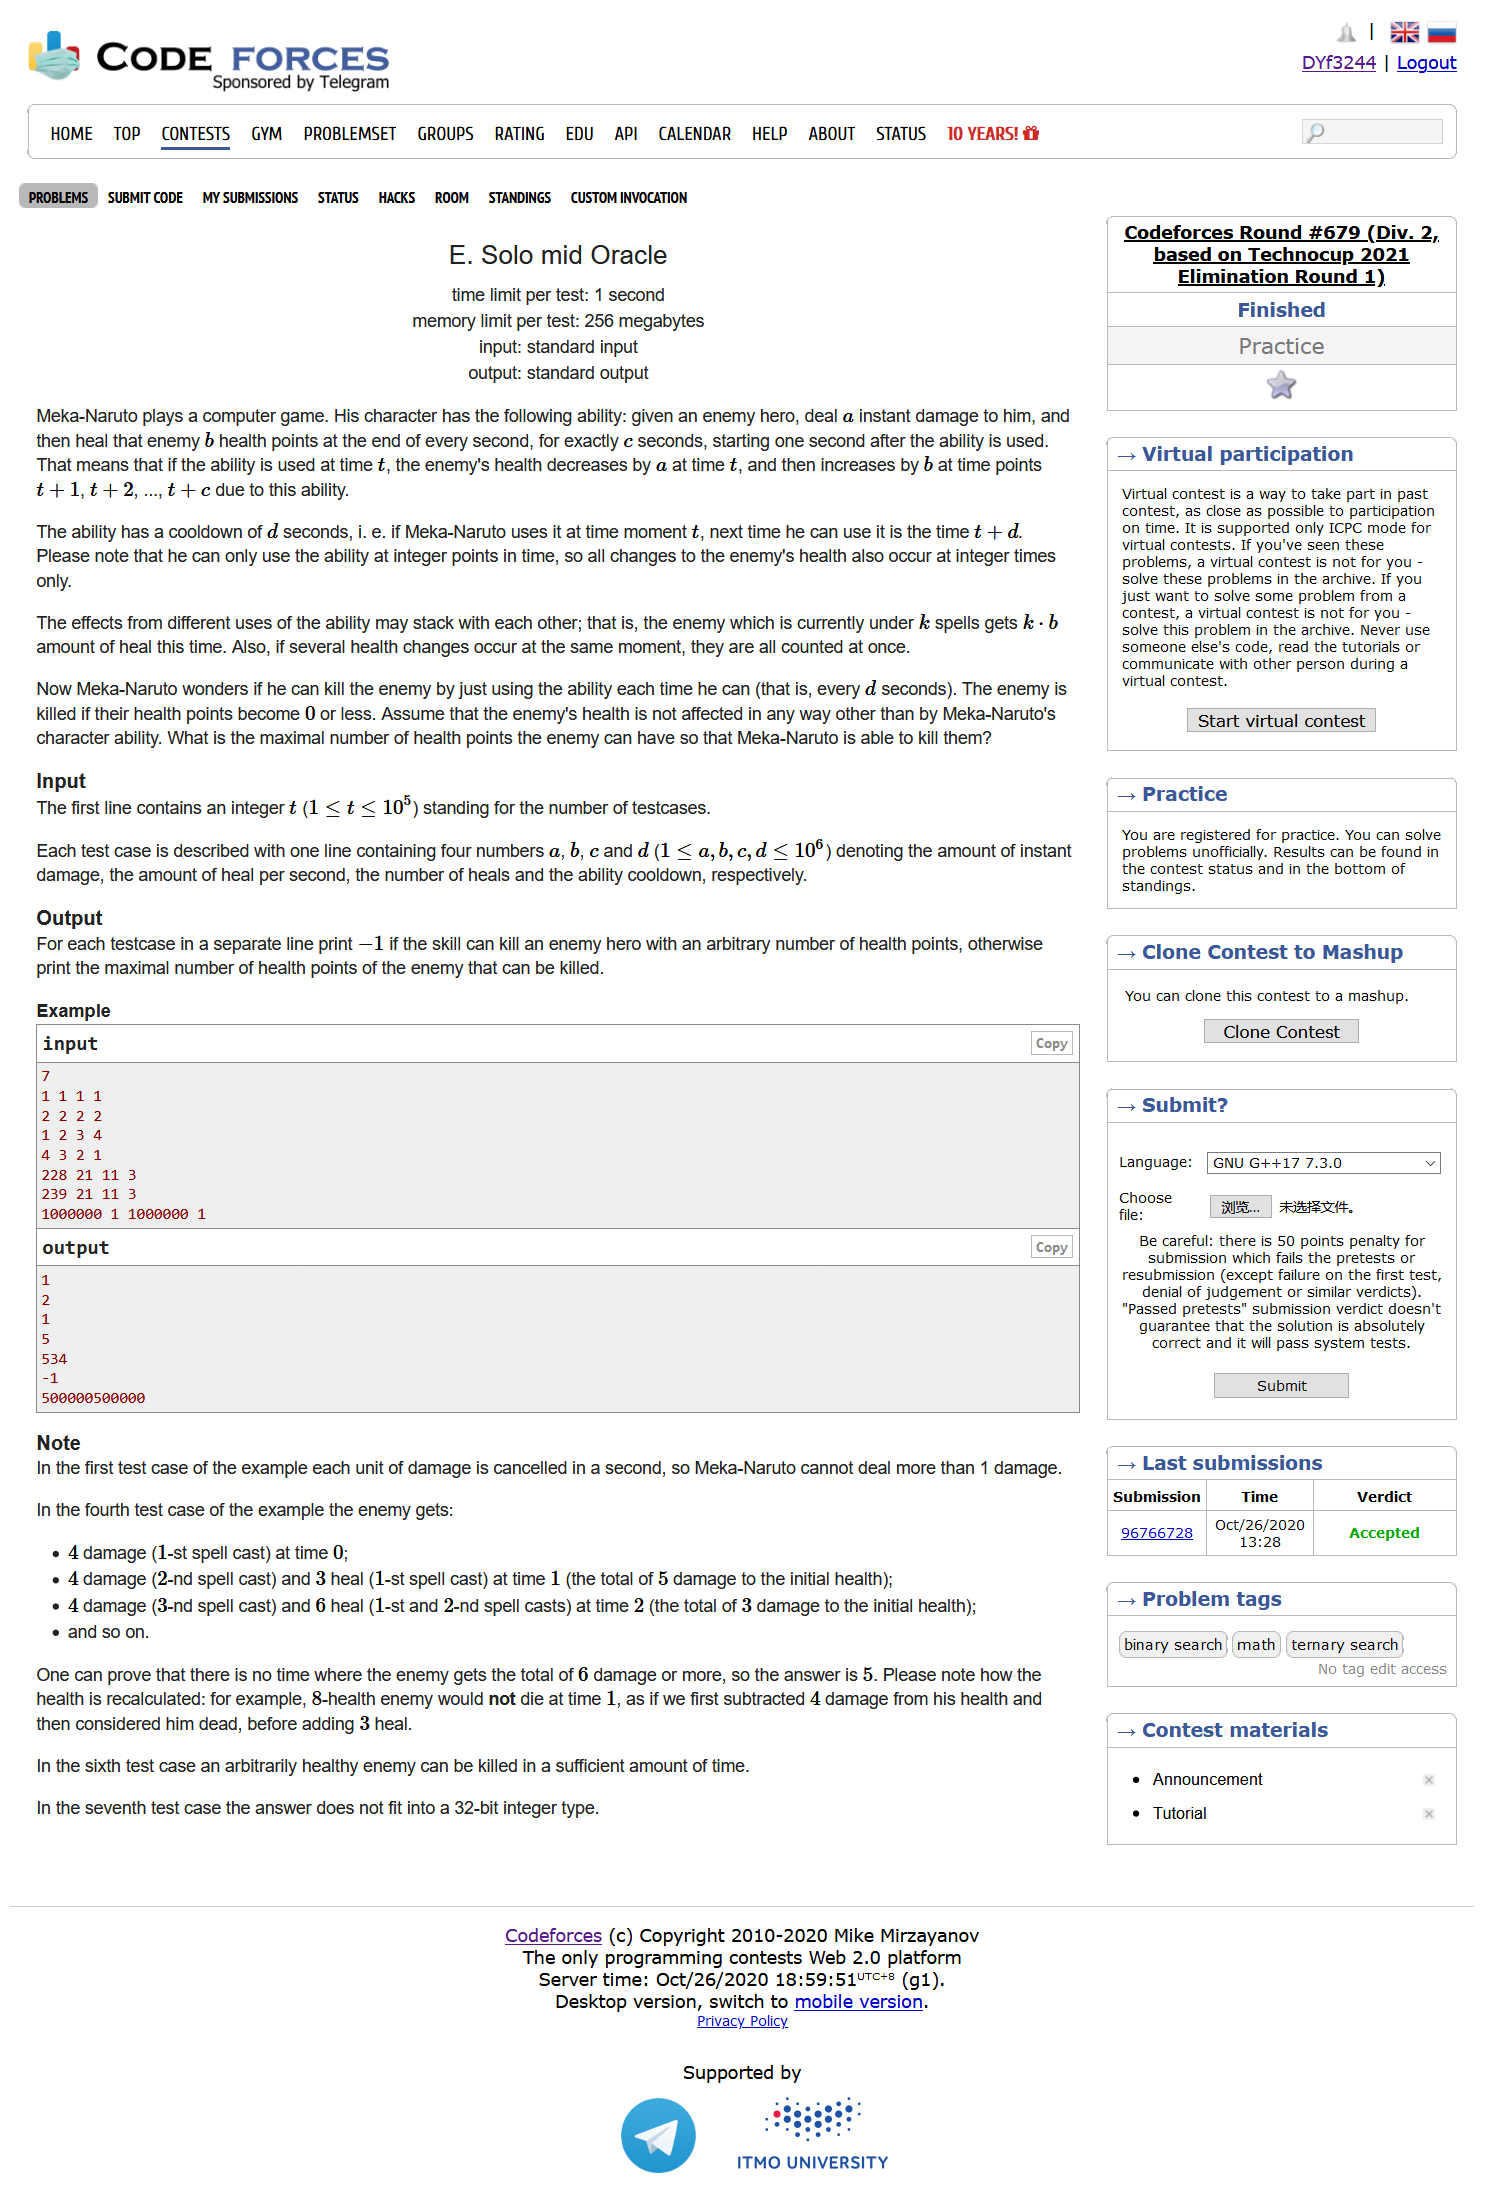 CODE FORCES
Sponsored by Telegram
|
DYf3244 | Logout
HOME TOP CONTESTS GYM PROBLEMSET GROUPS RATING EDU API CALENDAR HELP ABOUT STATUS 10 YEARS!
PROBLEMS SUBMIT CODE MY SUBMISSIONS STATUS HACKS ROOM STANDINGS CUSTOM INVOCATION
E. Solo mid Oracle
time limit per test: 1 second
memory limit per test: 256 megabytes
input: standard input
output: standard output
Meka-Naruto plays a computer game. His character has the following ability: given an enemy hero, deal a instant damage to him, and
then heal that enemy b health points at the end of every second, for exactly c seconds, starting one second after the ability is used.
That means that if the ability is used at time t, the enemy's health decreases by a at time t, and then increases by b at time points
t + 1, t + 2, ..., t + c due to this ability.
The ability has a cooldown of d seconds, i. e. if Meka-Naruto uses it at time moment t, next time he can use it is the time t + d.
Please note that he can only use the ability at integer points in time, so all changes to the enemy's health also occur at integer times
only.
The effects from different uses of the ability may stack with each other; that is, the enemy which is currently under k spells gets k · b
amount of heal this time. Also, if several health changes occur at the same moment, they are all counted at once.
Now Meka-Naruto wonders if he can kill the enemy by just using the ability each time he can (that is, every d seconds). The enemy is
killed if their health points become 0 or less. Assume that the enemy's health is not affected in any way other than by Meka-Naruto's
character ability. What is the maximal number of health points the enemy can have so that Meka-Naruto is able to kill them?
Input
The first line contains an integer t (1 ≤ t ≤ 10^5) standing for the number of testcases.
Each test case is described with one line containing four numbers a, b, c and d (1 ≤ a, b, c, d ≤ 10^6) denoting the amount of instant
damage, the amount of heal per second, the number of heals and the ability cooldown, respectively.
Output
For each testcase in a separate line print −1 if the skill can kill an enemy hero with an arbitrary number of health points, otherwise
print the maximal number of health points of the enemy that can be killed.
Example
input Copy
7
1 1 1 1
2 2 2 2
1 2 3 4
4 3 2 1
228 21 11 3
239 21 11 3
1000000 1 1000000 1
output Copy
1
2
1
5
534
-1
500000500000
Note
In the first test case of the example each unit of damage is cancelled in a second, so Meka-Naruto cannot deal more than 1 damage.
In the fourth test case of the example the enemy gets:
• 4 damage (1-st spell cast) at time 0;
• 4 damage (2-nd spell cast) and 3 heal (1-st spell cast) at time 1 (the total of 5 damage to the initial health);
• 4 damage (3-nd spell cast) and 6 heal (1-st and 2-nd spell casts) at time 2 (the total of 3 damage to the initial health);
• and so on.
One can prove that there is no time where the enemy gets the total of 6 damage or more, so the answer is 5. Please note how the
health is recalculated: for example, 8-health enemy would not die at time 1, as if we first subtracted 4 damage from his health and
then considered him dead, before adding 3 heal.
In the sixth test case an arbitrarily healthy enemy can be killed in a sufficient amount of time.
In the seventh test case the answer does not fit into a 32-bit integer type.
Codeforces Round #679 (Div. 2,
based on Technocup 2021
Elimination Round 1)
Finished
Practice
→ Virtual participation
Virtual contest is a way to take part in past
contest, as close as possible to participation
on time. It is supported only ICPC mode for
virtual contests. If you've seen these
problems, a virtual contest is not for you -
solve these problems in the archive. If you
just want to solve some problem from a
contest, a virtual contest is not for you -
solve this problem in the archive. Never use
someone else's code, read the tutorials or
communicate with other person during a
virtual contest.
Start virtual contest
→ Practice
You are registered for practice. You can solve
problems unofficially. Results can be found in
the contest status and in the bottom of
standings.
→ Clone Contest to Mashup
You can clone this contest to a mashup.
Clone Contest
→ Submit?
Language: GNU G++17 7.3.0
Choose
file: 浏览... 未选择文件。
Be careful: there is 50 points penalty for
submission which fails the pretests or
resubmission (except failure on the first test,
denial of judgement or similar verdicts).
"Passed pretests" submission verdict doesn't
guarantee that the solution is absolutely
correct and it will pass system tests.
Submit
→ Last submissions
Submission Time Verdict
96766728 Oct/26/2020 Accepted
13:28
→ Problem tags
binary search math ternary search
No tag edit access
→ Contest materials
• Announcement
• Tutorial
Codeforces (c) Copyright 2010-2020 Mike Mirzayanov
The only programming contests Web 2.0 platform
Server time: Oct/26/2020 18:59:51 UTC+8 (g1).
Desktop version, switch to mobile version.
Privacy Policy
Supported by
ITMO UNIVERSITY